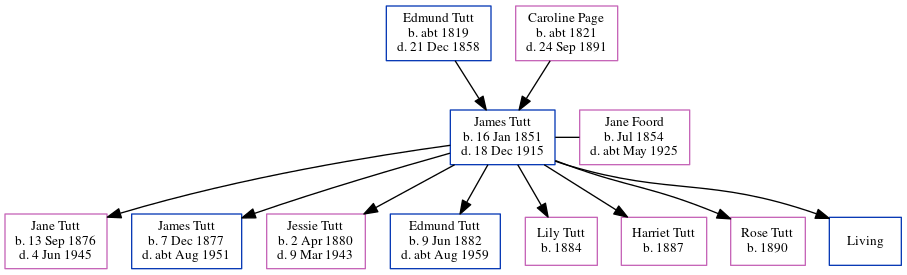 Edmund Tutt
b. abt 1819
d. 21 Dec 1858
Caroline Page
b. abt 1821
d. 24 Sep 1891
James Tutt
b. 16 Jan 1851
d. 18 Dec 1915
Jane Foord
b. Jul 1854
d. abt May 1925
Jane Tutt
b. 13 Sep 1876
d. 4 Jun 1945
James Tutt
b. 7 Dec 1877
d. abt Aug 1951
Jessie Tutt
b. 2 Apr 1880
d. 9 Mar 1943
Edmund Tutt
b. 9 Jun 1882
d. abt Aug 1959
Lily Tutt
b. 1884
Harriet Tutt
b. 1887
Rose Tutt
b. 1890
Living